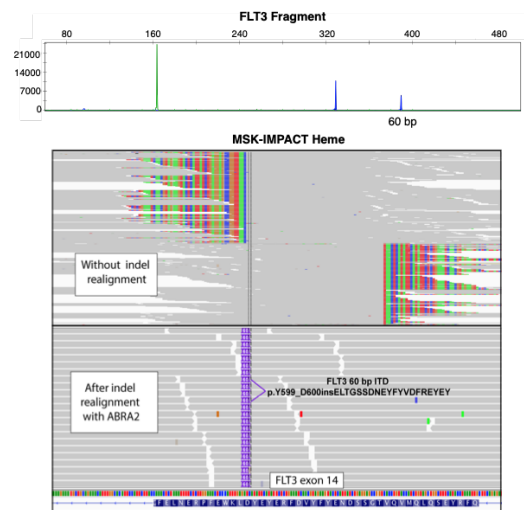 FLT3 Fragment
80 160 240 320 400 480
21000
14000
7000
0
60 bp
MSK-IMPACT Heme
Without indel
realignment
After indel
realignment
with ABRA2
FLT3 60 bp ITD
p.Y599_D600insELTGSSDNEYFYVDFREYEY
FLT3 exon 14